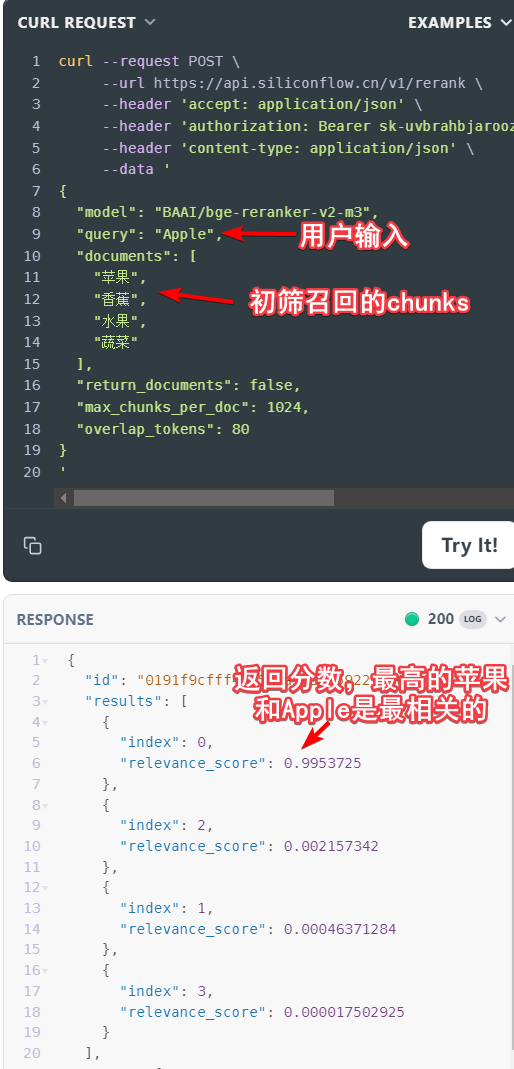 CURL REQUEST EXAMPLES
1 curl --request POST \
2 --url https://api.siliconflow.cn/v1/rerank \
3 --header 'accept: application/json' \
4 --header 'authorization: Bearer sk-uvbrahbjarooz
5 --header 'content-type: application/json' \
6 --data '
7 {
8 "model": "BAAI/bge-reranker-v2-m3",
9 "query": "Apple", 用户输入
10 "documents": [
11 "苹果",
12 "香蕉", 初筛召回的chunks
13 "水果",
14 "蔬菜"
15 ],
16 "return_documents": false,
17 "max_chunks_per_doc": 1024,
18 "overlap_tokens": 80
19 }
20 '
Try It!
RESPONSE 200 LOG
1 {
2 "id": "0191f9cfff
返回分数，最高的苹果
3 "results": [
和Apple是最相关的
4 {
5 "index": 0,
6 "relevance_score": 0.9953725
7 },
8 {
9 "index": 2,
10 "relevance_score": 0.002157342
11 },
12 {
13 "index": 1,
14 "relevance_score": 0.00046371284
15 },
16 {
17 "index": 3,
18 "relevance_score": 0.000017502925
19 }
20 ],